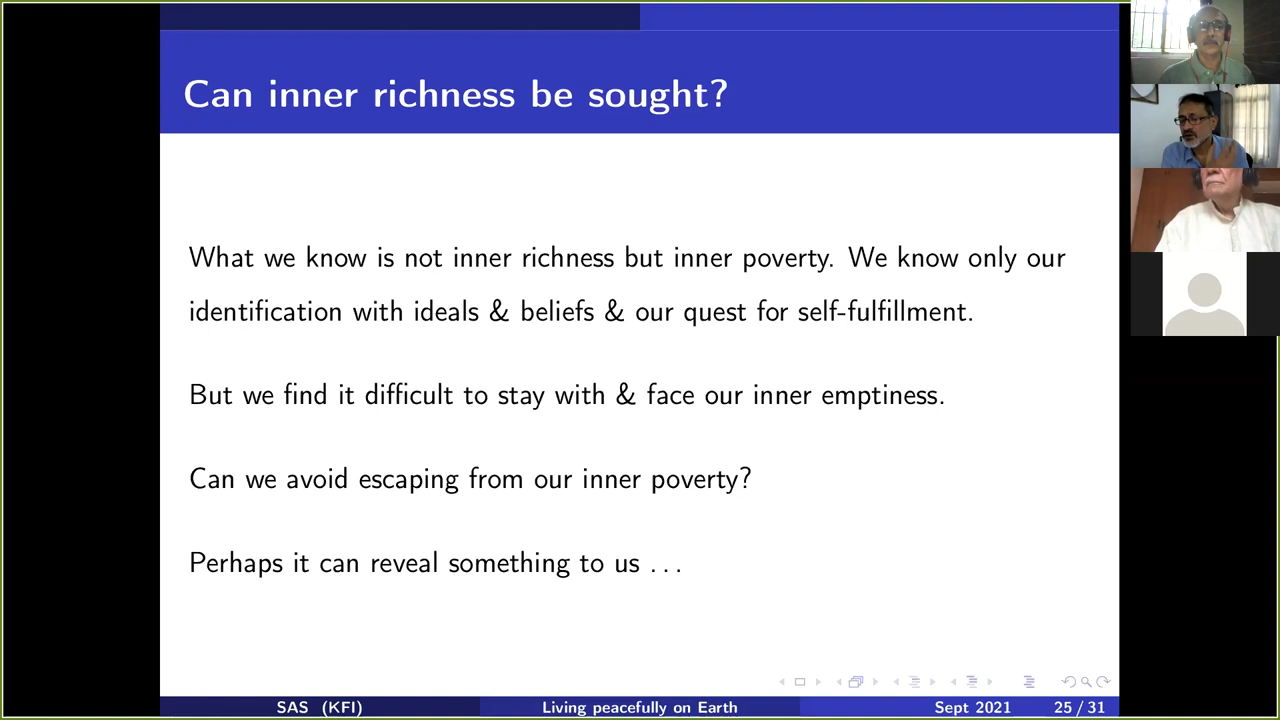 Can inner richness be sought?
What we know is not inner richness but inner poverty. We know only our
identification with ideals & beliefs & our quest for self-fulfillment.
But we find it difficult to stay with & face our inner emptiness.
Can we avoid escaping from our inner poverty?
Perhaps it can reveal something to us . . .
SAS (KFI) Living peacefully on Earth Sept 2021 25 / 31